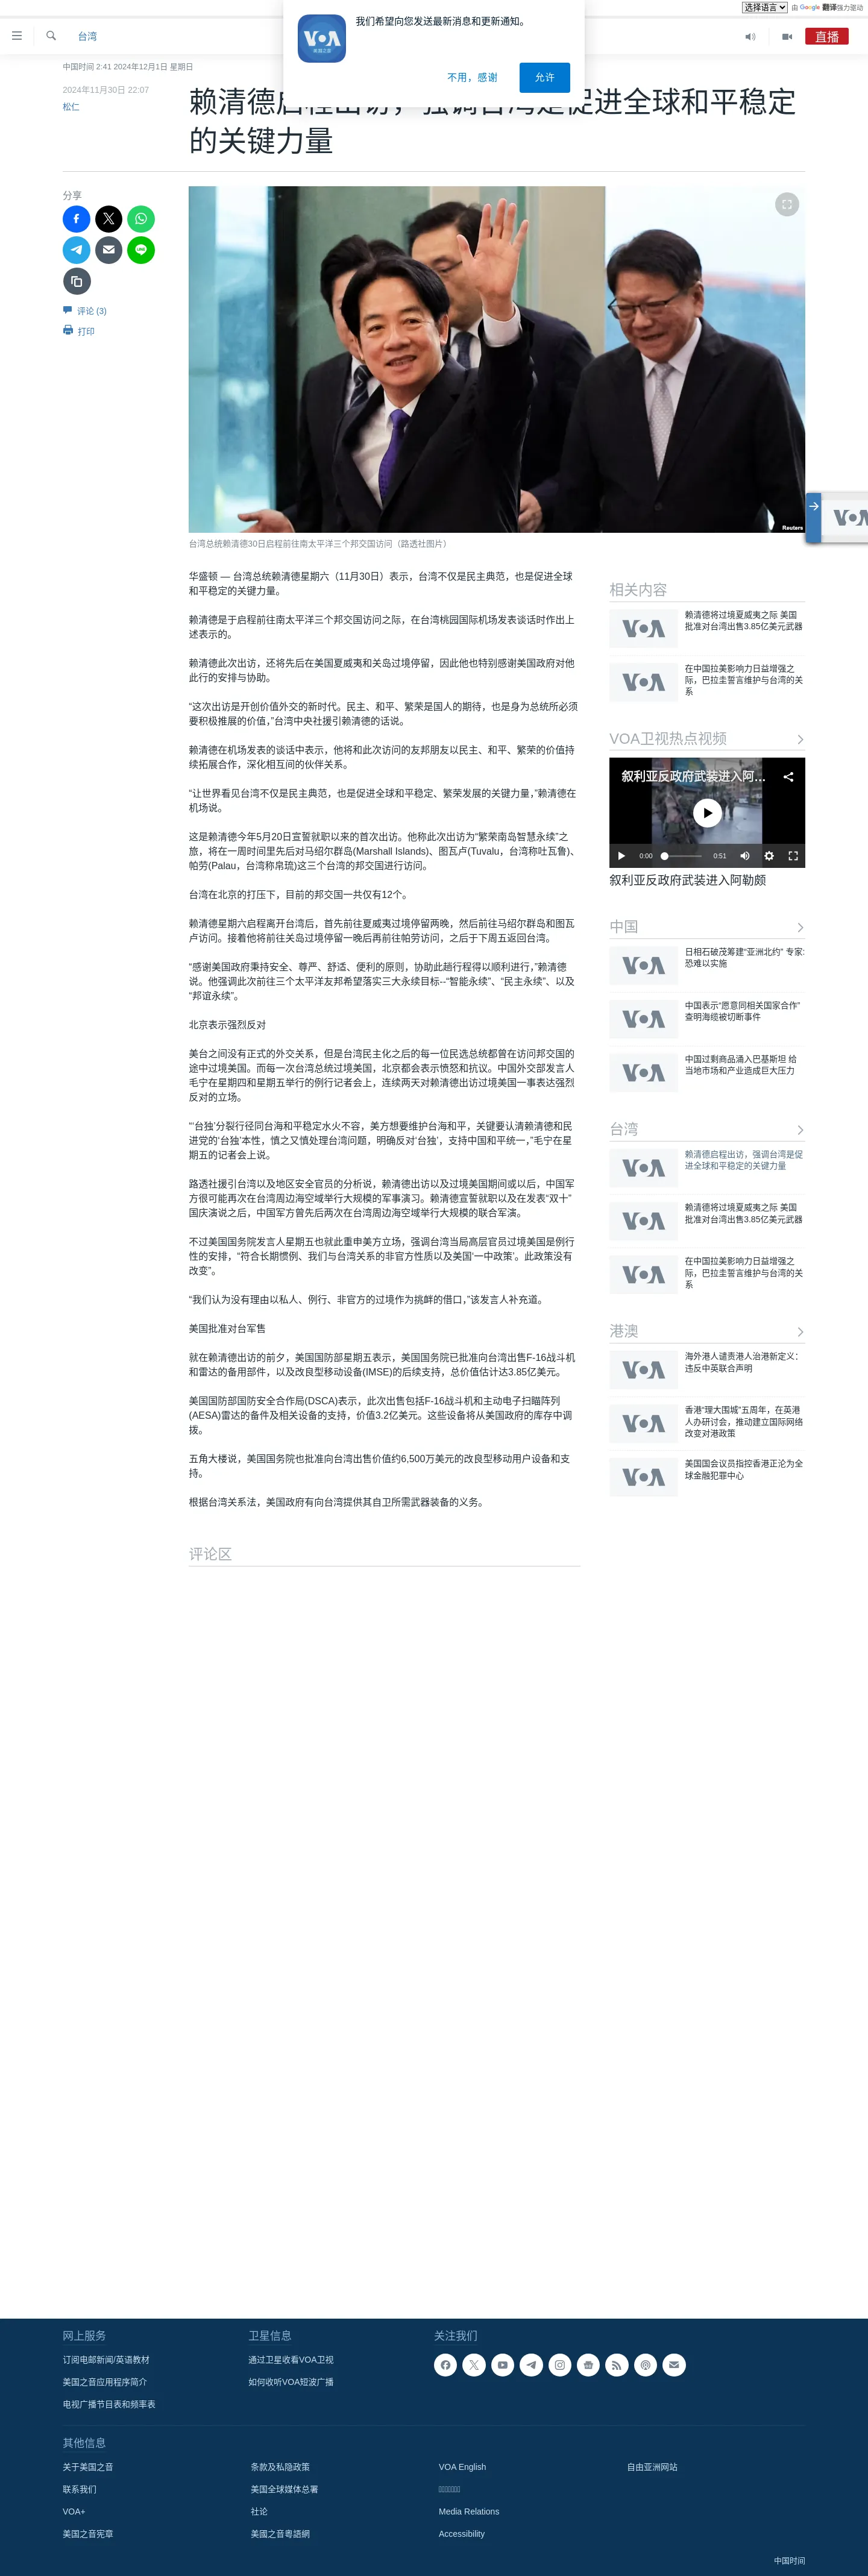 选择语言 由 Google 翻译强力驱动
VOA
美国之音
我们希望向您发送最新消息和更新通知。
不用，感谢
允许
台湾
直播
中国时间 2:41 2024年12月1日 星期日
2024年11月30日 22:07
松仁
赖清德启程出访，强调台湾是促进全球和平稳定
的关键力量
分享
评论 (3)
打印
Reuters
台湾总统赖清德30日启程前往南太平洋三个邦交国访问（路透社图片）
华盛顿 — 台湾总统赖清德星期六（11月30日）表示，台湾不仅是民主典范，也是促进全球
和平稳定的关键力量。
赖清德是于启程前往南太平洋三个邦交国访问之际，在台湾桃园国际机场发表谈话时作出上
述表示的。
赖清德此次出访，还将先后在美国夏威夷和关岛过境停留，因此他也特别感谢美国政府对他
此行的安排与协助。
“这次出访是开创价值外交的新时代。民主、和平、繁荣是国人的期待，也是身为总统所必须
要积极推展的价值，”台湾中央社援引赖清德的话说。
赖清德在机场发表的谈话中表示，他将和此次访问的友邦朋友以民主、和平、繁荣的价值持
续拓展合作，深化相互间的伙伴关系。
“让世界看见台湾不仅是民主典范，也是促进全球和平稳定、繁荣发展的关键力量，”赖清德在
机场说。
这是赖清德今年5月20日宣誓就职以来的首次出访。他称此次出访为“繁荣南岛智慧永续”之
旅，将在一周时间里先后对马绍尔群岛(Marshall Islands)、图瓦卢(Tuvalu，台湾称吐瓦鲁)、
帕劳(Palau，台湾称帛琉)这三个台湾的邦交国进行访问。
台湾在北京的打压下，目前的邦交国一共仅有12个。
赖清德星期六启程离开台湾后，首先前往夏威夷过境停留两晚，然后前往马绍尔群岛和图瓦
卢访问。接着他将前往关岛过境停留一晚后再前往帕劳访问，之后于下周五返回台湾。
“感谢美国政府秉持安全、尊严、舒适、便利的原则，协助此趟行程得以顺利进行，”赖清德
说。他强调此次前往三个太平洋友邦希望落实三大永续目标--“智能永续”、“民主永续”、以及
“邦谊永续”。
北京表示强烈反对
美台之间没有正式的外交关系，但是台湾民主化之后的每一位民选总统都曾在访问邦交国的
途中过境美国。而每一次台湾总统过境美国，北京都会表示愤怒和抗议。中国外交部发言人
毛宁在星期四和星期五举行的例行记者会上，连续两天对赖清德出访过境美国一事表达强烈
反对的立场。
“‘台独’分裂行径同台海和平稳定水火不容，美方想要维护台海和平，关键要认清赖清德和民
进党的‘台独’本性，慎之又慎处理台湾问题，明确反对‘台独’，支持中国和平统一，”毛宁在星
期五的记者会上说。
路透社援引台湾以及地区安全官员的分析说，赖清德出访以及过境美国期间或以后，中国军
方很可能再次在台湾周边海空域举行大规模的军事演习。赖清德宣誓就职以及在发表“双十”
国庆演说之后，中国军方曾先后两次在台湾周边海空域举行大规模的联合军演。
不过美国国务院发言人星期五也就此重申美方立场，强调台湾当局高层官员过境美国是例行
性的安排，“符合长期惯例、我们与台湾关系的非官方性质以及美国‘一中政策’。此政策没有
改变”。
“我们认为没有理由以私人、例行、非官方的过境作为挑衅的借口，”该发言人补充道。
美国批准对台军售
就在赖清德出访的前夕，美国国防部星期五表示，美国国务院已批准向台湾出售F-16战斗机
和雷达的备用部件，以及改良型移动设备(IMSE)的后续支持，总价值估计达3.85亿美元。
美国国防部国防安全合作局(DSCA)表示，此次出售包括F-16战斗机和主动电子扫瞄阵列
(AESA)雷达的备件及相关设备的支持，价值3.2亿美元。这些设备将从美国政府的库存中调
拨。
五角大楼说，美国国务院也批准向台湾出售价值约6,500万美元的改良型移动用户设备和支
持。
根据台湾关系法，美国政府有向台湾提供其自卫所需武器装备的义务。
评论区
相关内容
VOA
赖清德将过境夏威夷之际 美国
批准对台湾出售3.85亿美元武器
VOA
在中国拉美影响力日益增强之
际，巴拉圭誓言维护与台湾的关
系
VOA卫视热点视频
叙利亚反政府武装进入阿...
0:00 0:51
叙利亚反政府武装进入阿勒颇
中国
VOA
日相石破茂筹建“亚洲北约” 专家:
恐难以实施
VOA
中国表示“愿意同相关国家合作”
查明海缆被切断事件
VOA
中国过剩商品涌入巴基斯坦 给
当地市场和产业造成巨大压力
台湾
VOA
赖清德启程出访，强调台湾是促
进全球和平稳定的关键力量
VOA
赖清德将过境夏威夷之际 美国
批准对台湾出售3.85亿美元武器
VOA
在中国拉美影响力日益增强之
际，巴拉圭誓言维护与台湾的关
系
港澳
VOA
海外港人谴责港人治港新定义：
违反中英联合声明
VOA
香港“理大围城”五周年，在英港
人办研讨会，推动建立国际网络
改变对港政策
VOA
美国国会议员指控香港正沦为全
球金融犯罪中心
网上服务
订阅电邮新闻/英语教材
美国之音应用程序简介
电视广播节目表和频率表
卫星信息
通过卫星收看VOA卫视
如何收听VOA短波广播
关注我们
其他信息
关于美国之音
联系我们
VOA+
美国之音宪章
条款及私隐政策
美国全球媒体总署
社论
美國之音粵語網
VOA English
Media Relations
Accessibility
自由亚洲网站
中国时间